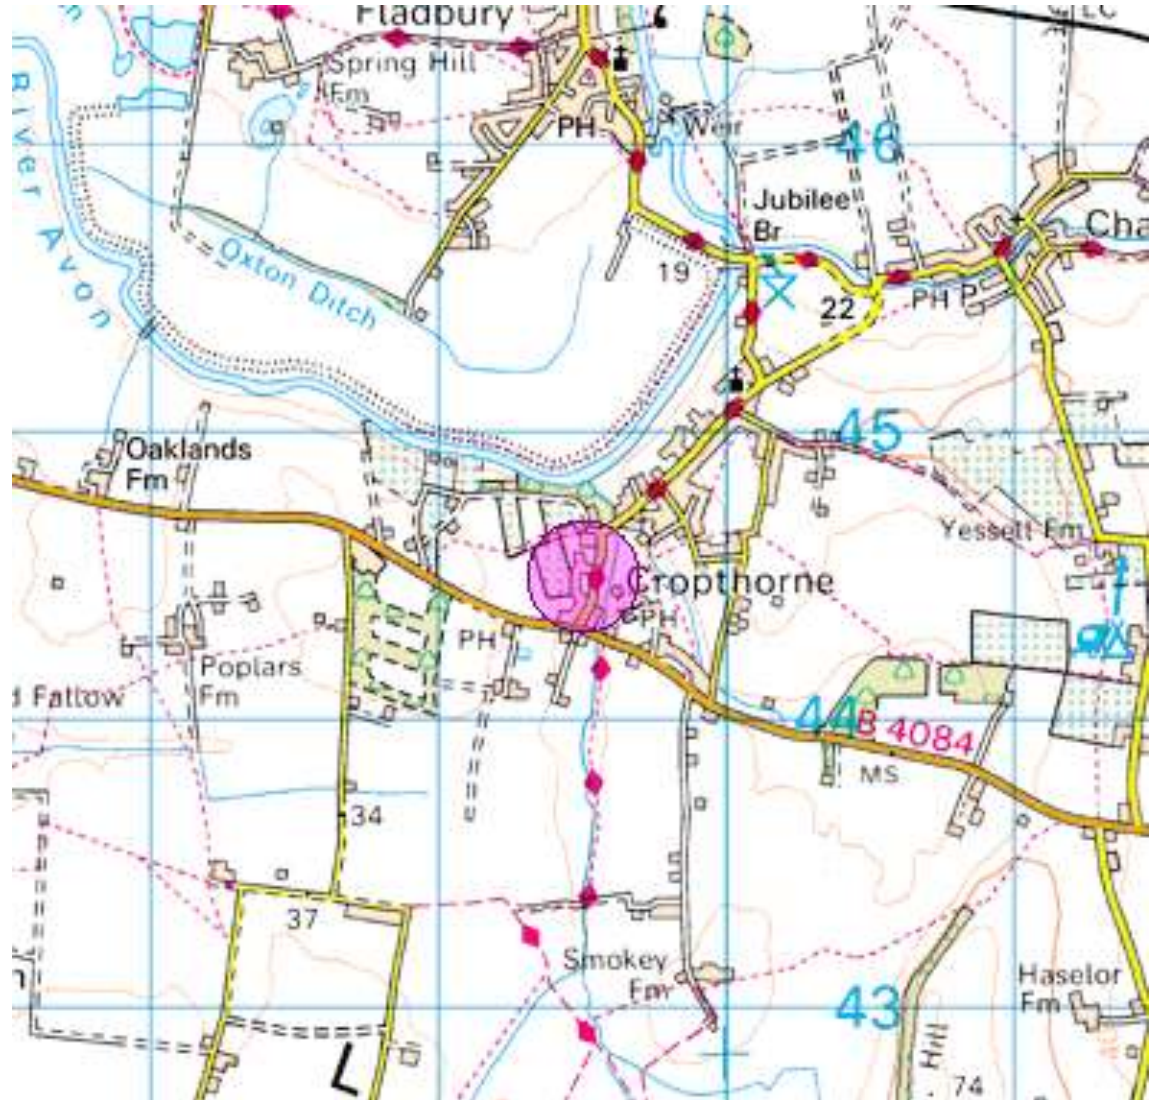 Fladbury
LC
Spring Hill
Fm
River Avon
PH
Weir
46
Jubilee
Br
Cha
Oxton Ditch
19
22
PH P
45
Oaklands
Fm
Yessell Fm
Cropthorne
PH
PH
Poplars
Fm
d Fallow
44
B 4084
MS
34
37
Smokey
Fm
Haselor
Fm
43
L
Hill
74